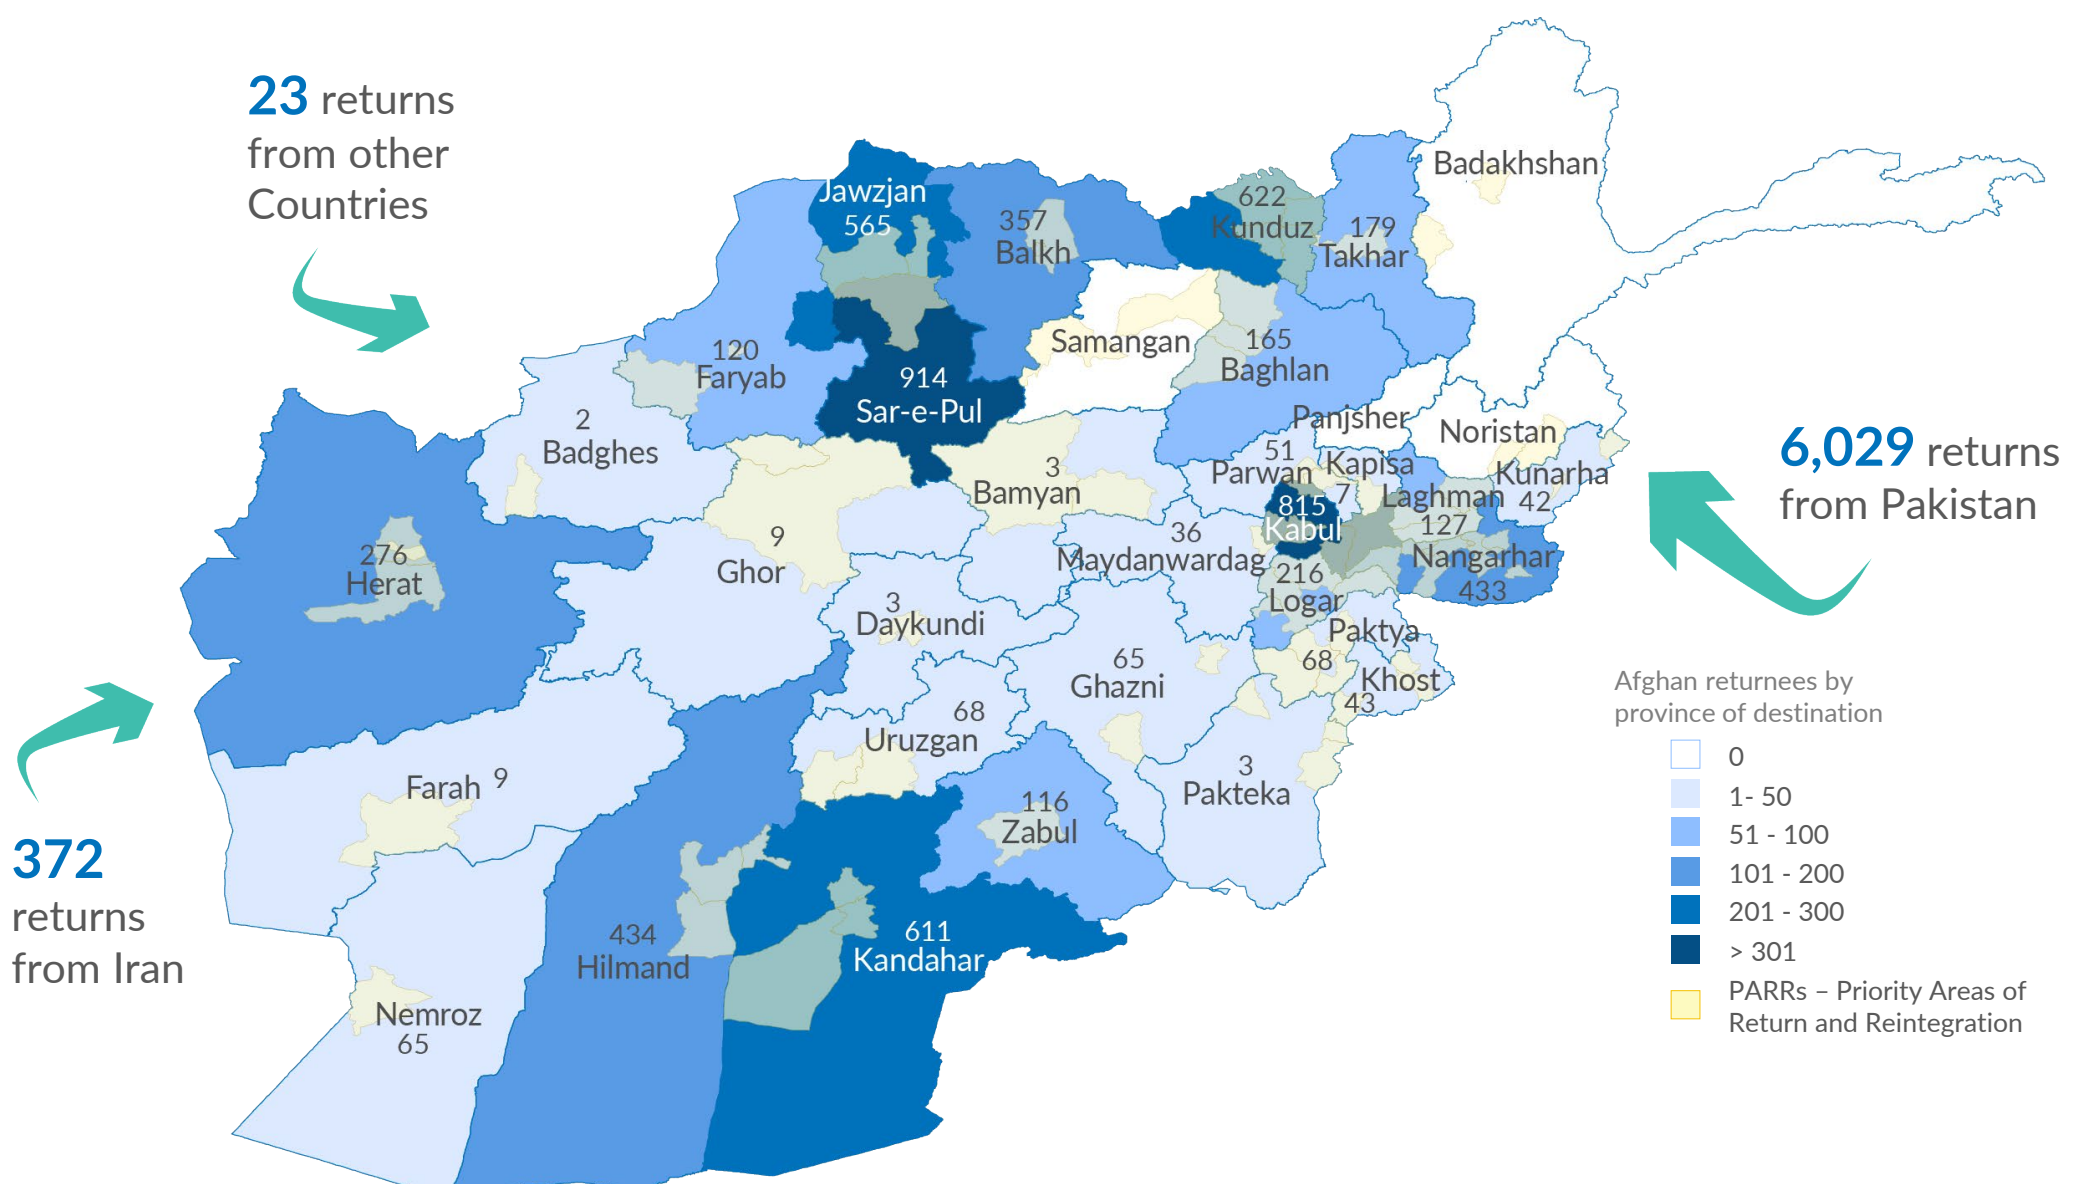 23 returns
from other
Countries
Badakhshan
Jawzjan
565
357
Balkh
622
Kunduz
179
Takhar
Samangan
165
Baghlan
120
Faryab
914
Sar-e-Pul
2
Badghes
Panjsher
Noristan
51
Parwan
Kapisa
7
Kunarha
42
Laghman
127
3
Bamyan
815
Kabul
6,029 returns
from Pakistan
276
Herat
9
Ghor
36
Maydanwardag
Nangarhar
433
216
Logar
3
Daykundi
Paktya
68
65
Ghazni
Khost
43
68
Uruzgan
Farah 9
3
Pakteka
116
Zabul
372
returns
from Iran
434
Hilmand
611
Kandahar
Nemroz
65
Afghan returnees by
province of destination
0
1- 50
51 - 100
101 - 200
201 - 300
> 301
PARRs – Priority Areas of
Return and Reintegration